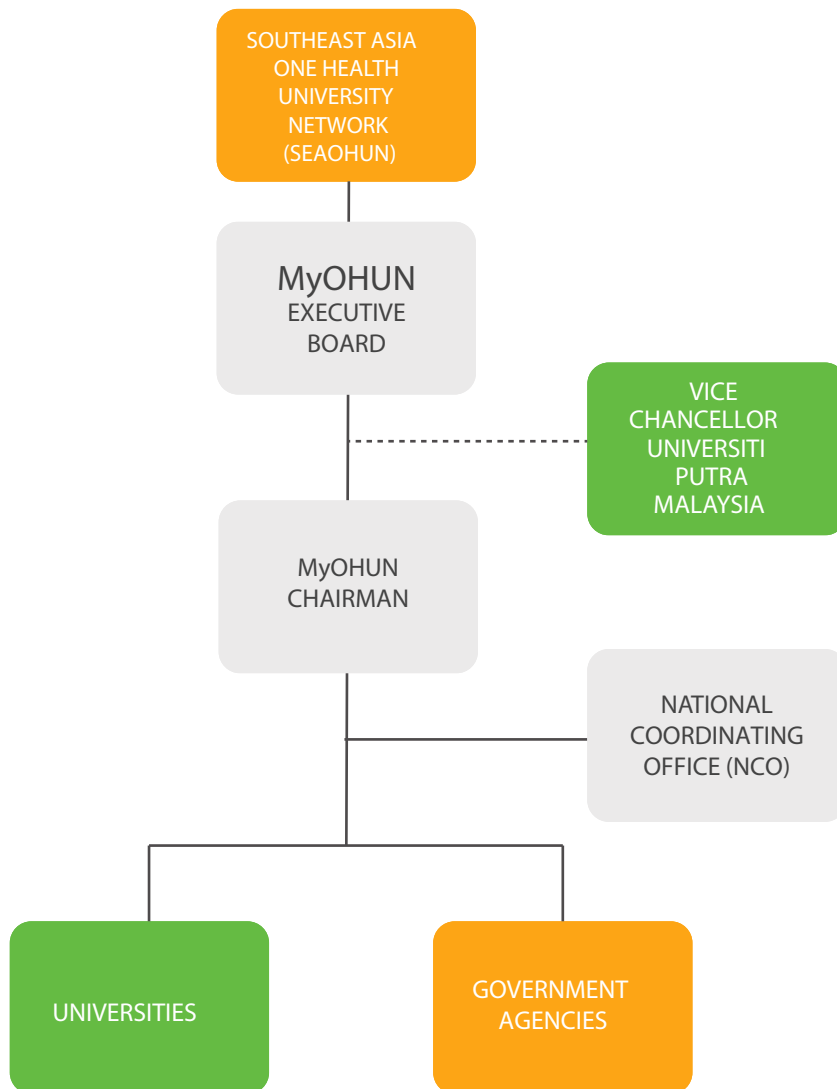 SOUTHEAST ASIA
ONE HEALTH
UNIVERSITY
NETWORK
(SEAOHUN)
MyOHUN
EXECUTIVE
BOARD
VICE
CHANCELLOR
UNIVERSITI
PUTRA
MALAYSIA
MyOHUN
CHAIRMAN
NATIONAL
COORDINATING
OFFICE (NCO)
UNIVERSITIES
GOVERNMENT
AGENCIES